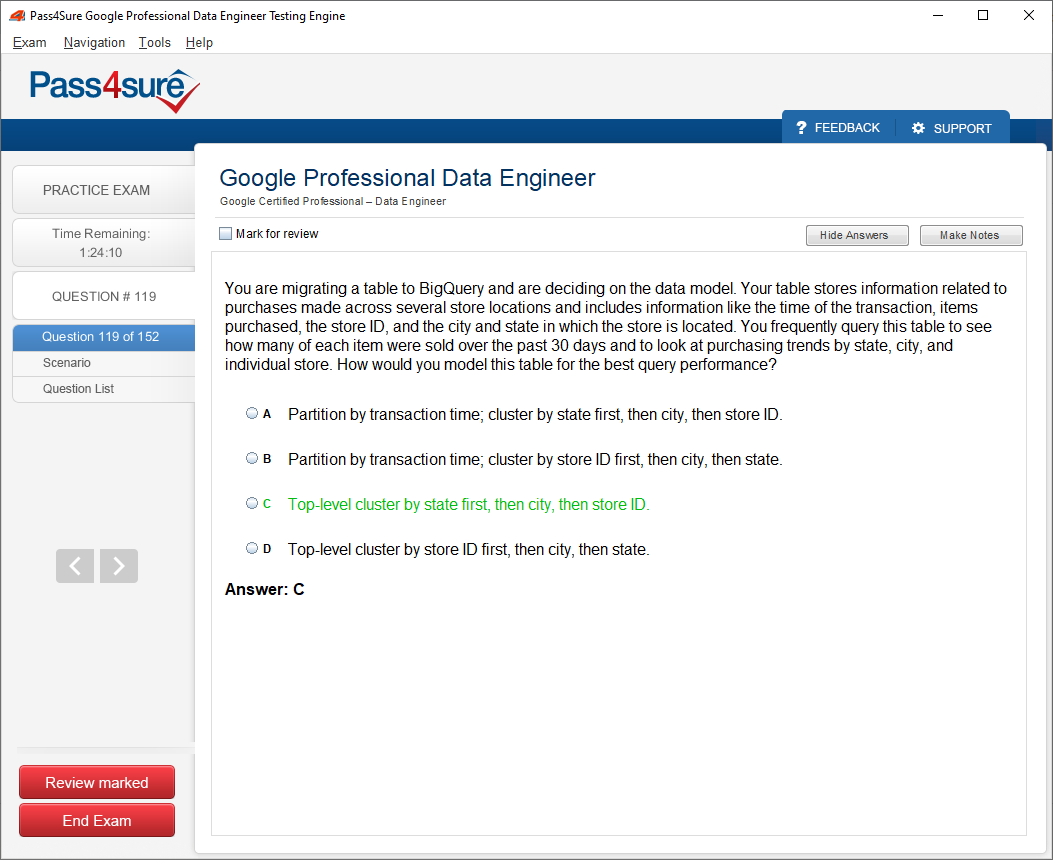 Pass4Sure Google Professional Data Engineer Testing Engine
Exam Navigation Tools Help
Pass4sure
? FEEDBACK SUPPORT
PRACTICE EXAM
Time Remaining:
1:24:10
QUESTION # 119
Question 119 of 152
Scenario
Question List
Review marked
End Exam
Google Professional Data Engineer
Google Certified Professional – Data Engineer
Mark for review
Hide Answers Make Notes
You are migrating a table to BigQuery and are deciding on the data model. Your table stores information related to
purchases made across several store locations and includes information like the time of the transaction, items
purchased, the store ID, and the city and state in which the store is located. You frequently query this table to see
how many of each item were sold over the past 30 days and to look at purchasing trends by state, city, and
individual store. How would you model this table for the best query performance?
A Partition by transaction time; cluster by state first, then city, then store ID.
B Partition by transaction time; cluster by store ID first, then city, then state.
C Top-level cluster by state first, then city, then store ID.
D Top-level cluster by store ID first, then city, then state.
Answer: C